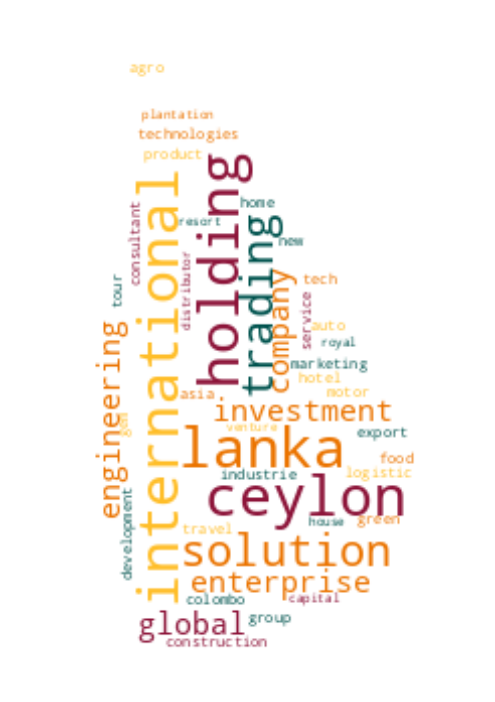 agro
plantation
technologies
product
holding
international
home
consultant
resort
trading
new
distributor
company
tour
tech
service
auto
engineering
royal
marketing
hotel
asia
motor
investment
gem
venture
export
lanka
food
industrie
logistic
ceylon
development
house
green
travel
solution
enterprise
colombo
capital
global
group
construction